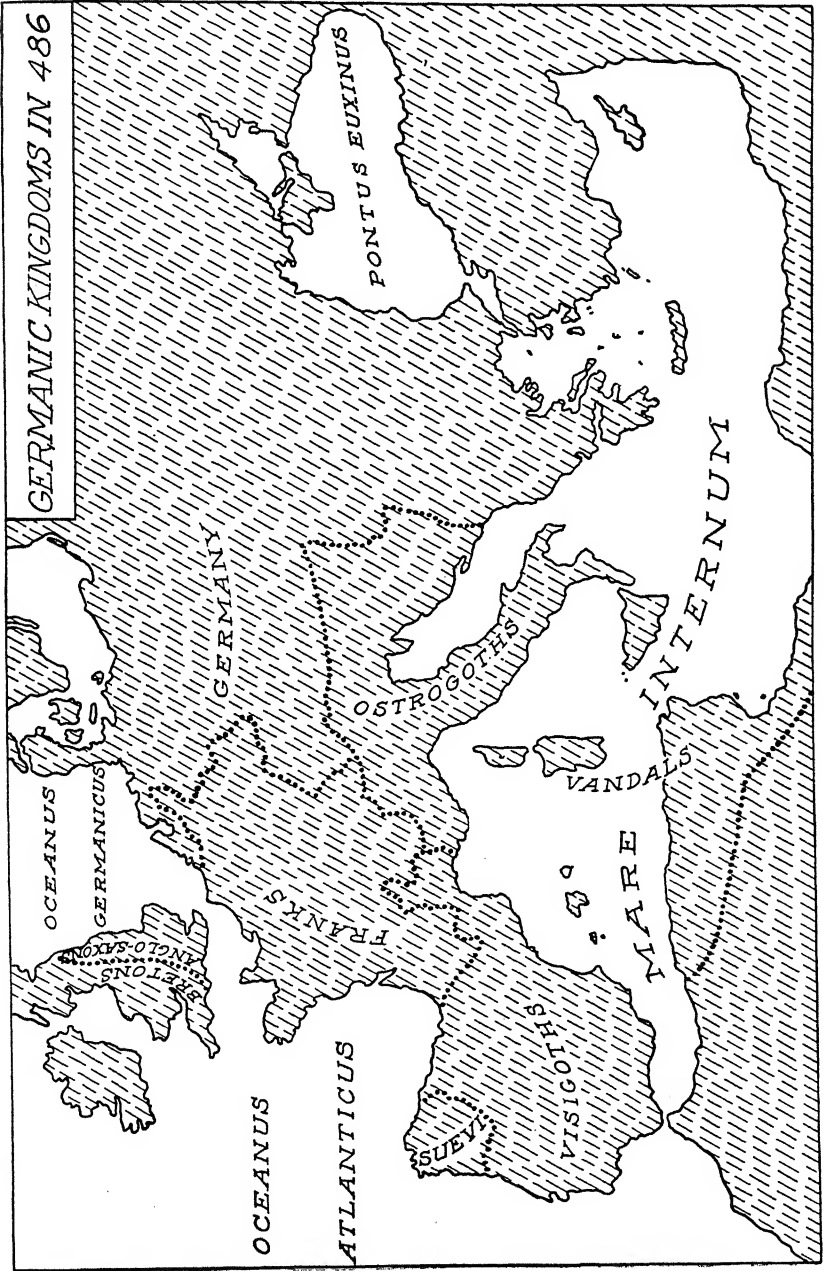 GERMANIC KINGDOMS IN 486
PONTUS EUXINUS
GERMANY
OCEANUS
GERMANICUS
ANGLO-SAXONS
BRETONS
FRANKS
OSTROGOTHS
OCEANUS
ATLANTICUS
SUEVI
VISIGOTHS
VANDALS
MARE INTERNUM